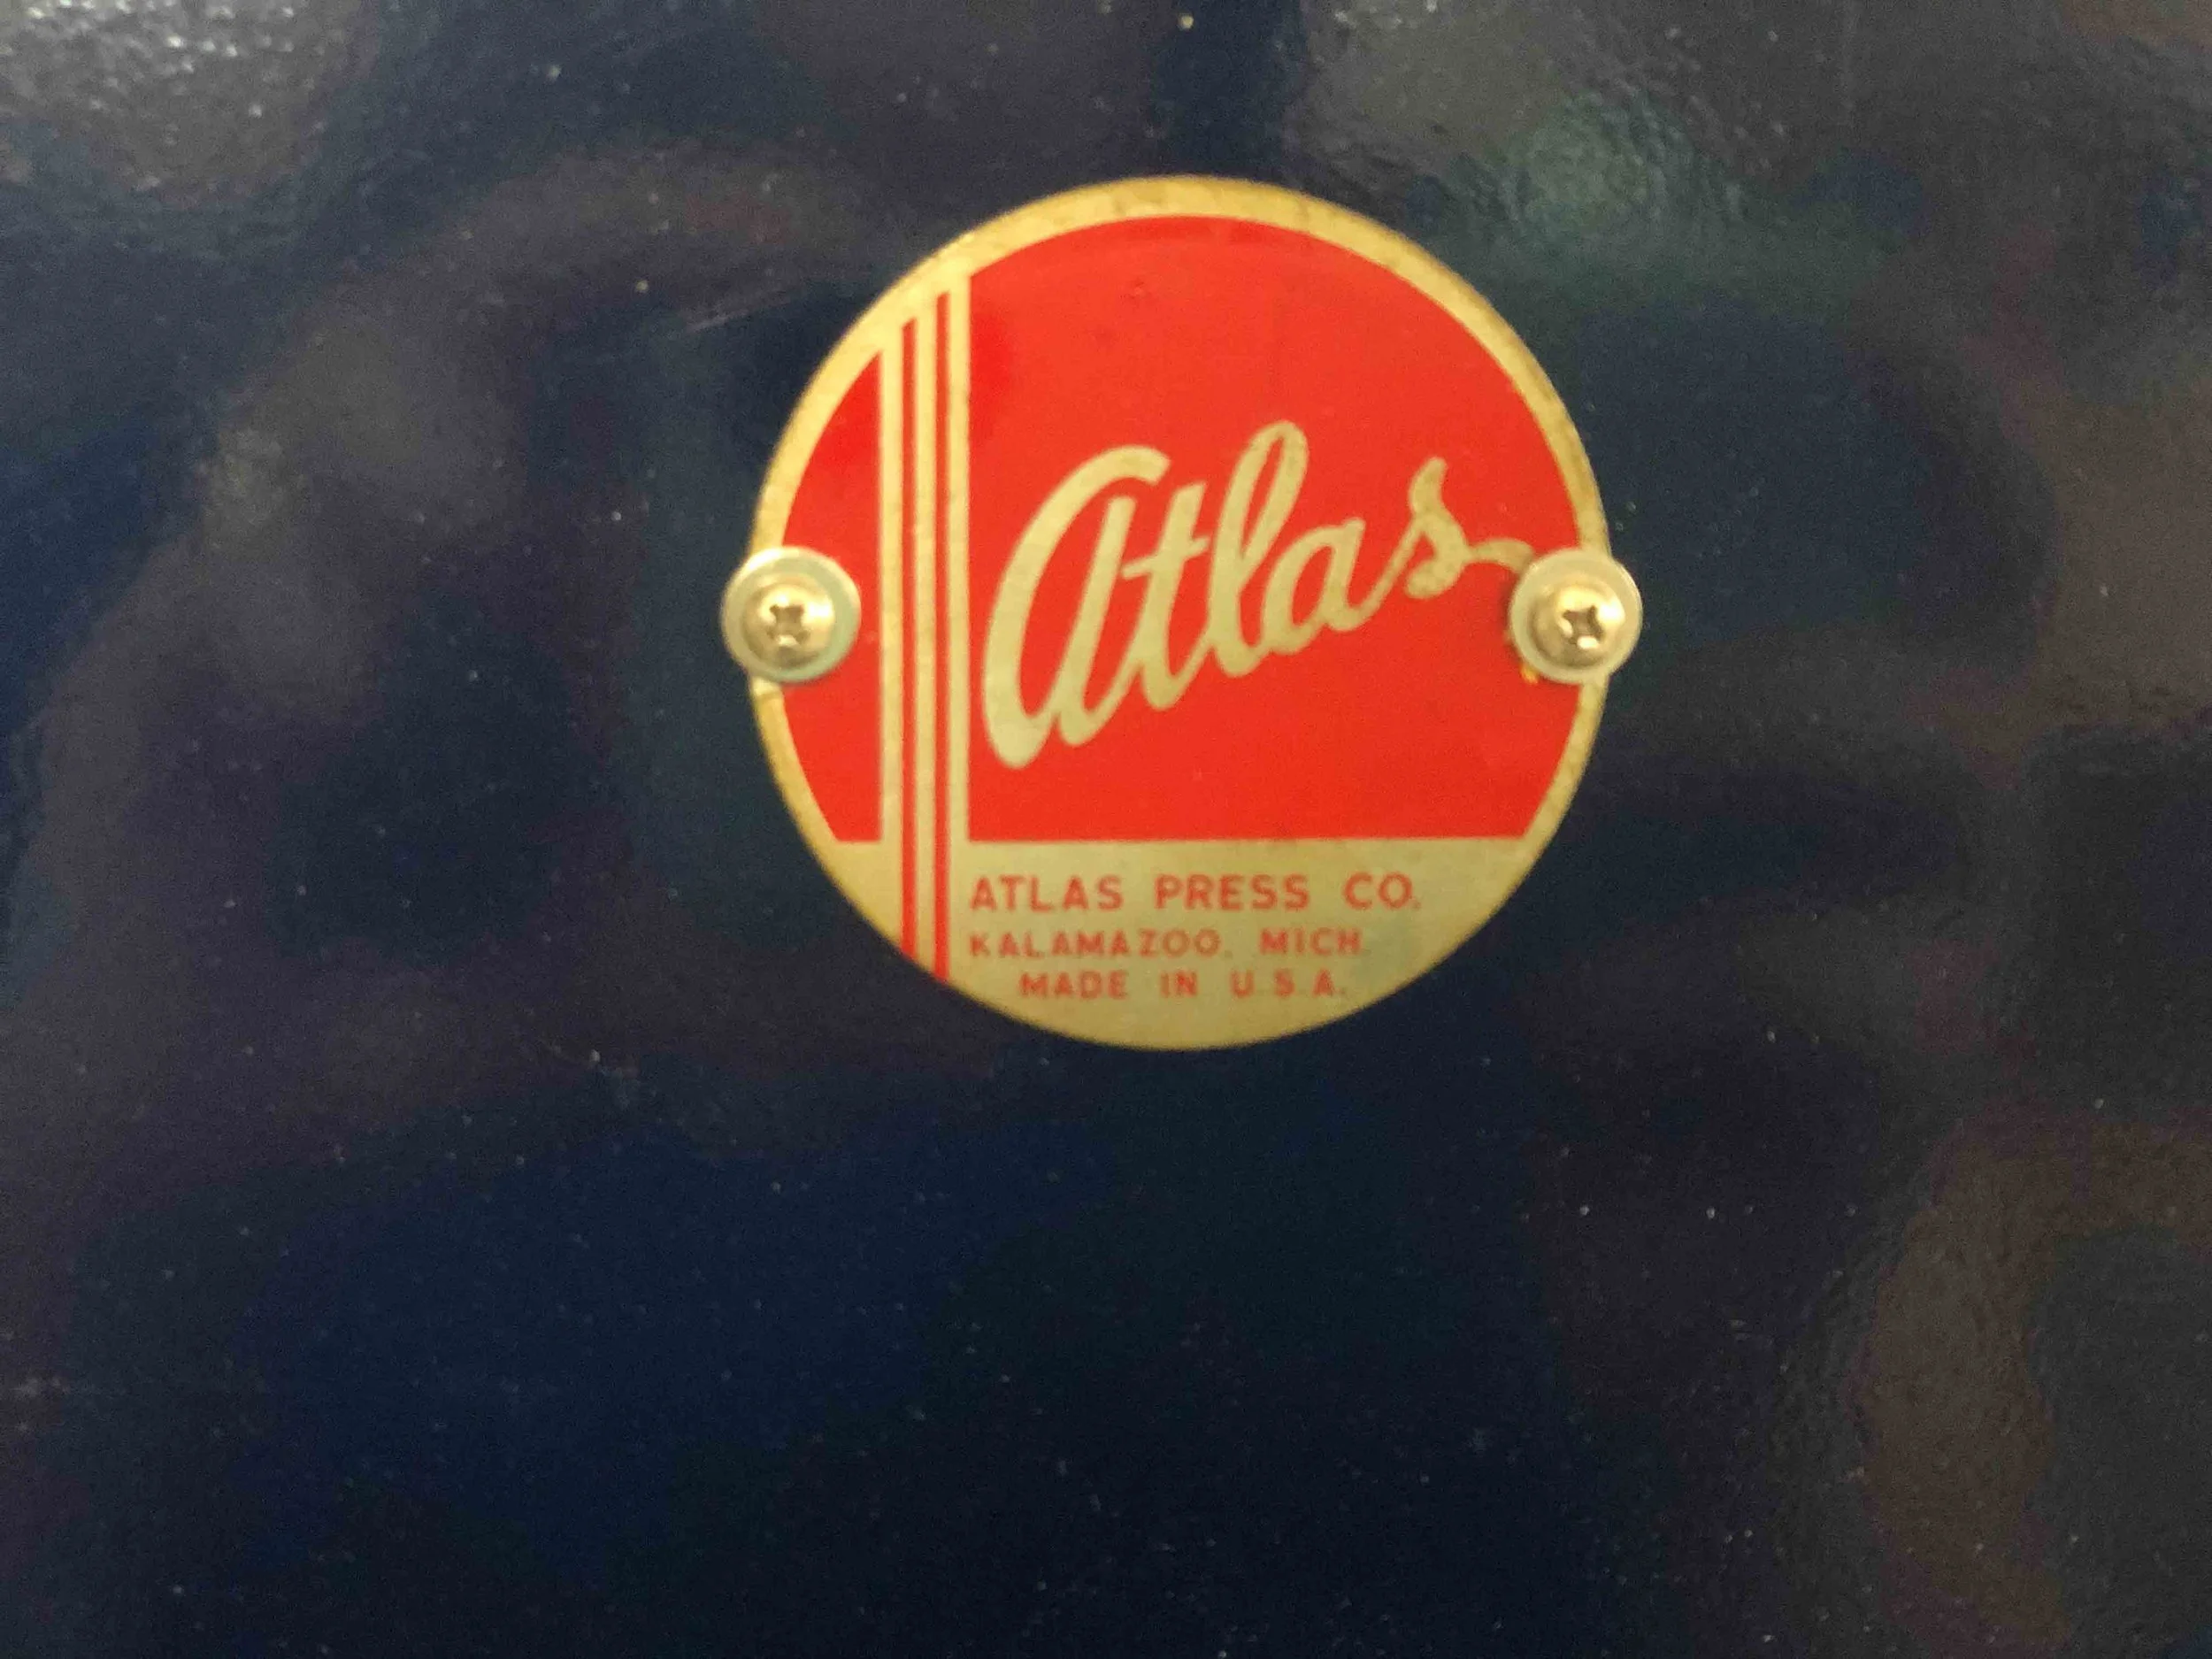 Atlas
ATLAS PRESS CO.
KALAMAZOO, MICH.
MADE IN U.S.A.